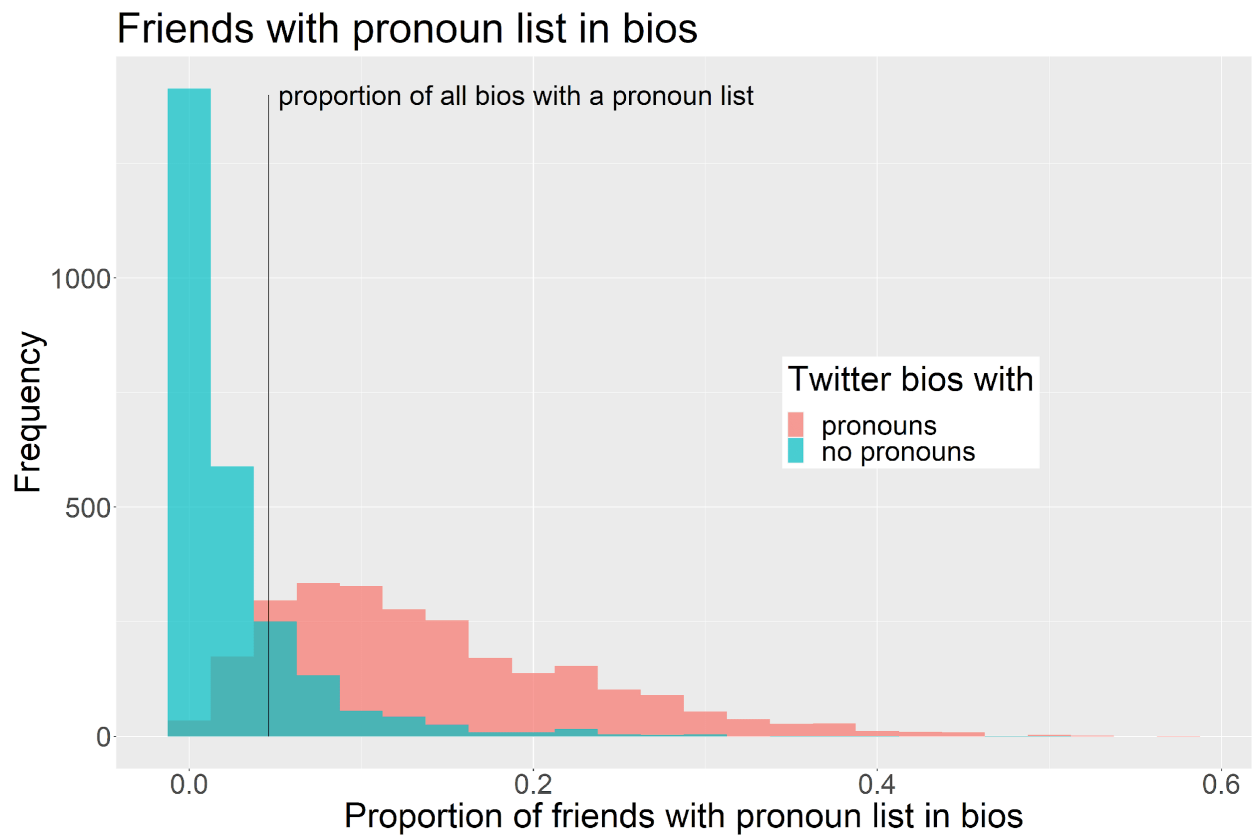 Friends with pronoun list in bios
proportion of all bios with a pronoun list
1000
500
0
Frequency
Twitter bios with
pronouns
no pronouns
0.0 0.2 0.4 0.6
Proportion of friends with pronoun list in bios